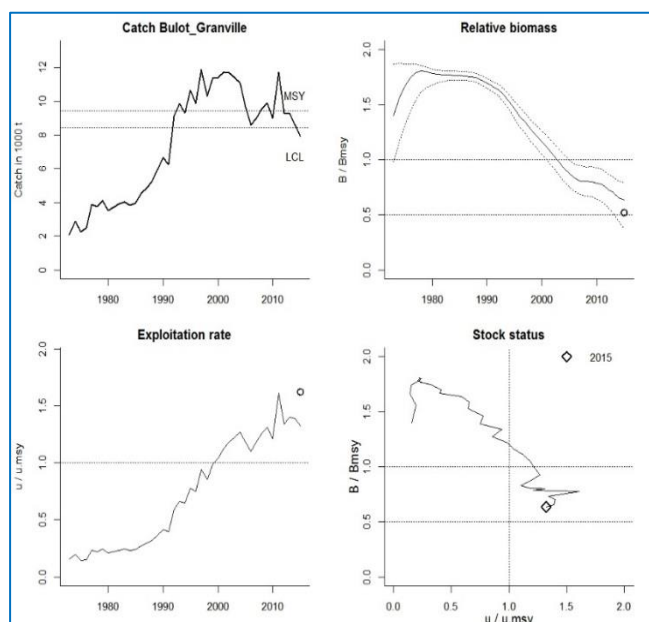 Catch Bulot_Granville
Catch in 1000 t
0 2 4 6 8 10 12
MSY
LCL
1980 1990 2000 2010
Relative biomass
B / Bmsy
0.0 0.5 1.0 1.5 2.0
1980 1990 2000 2010
Exploitation rate
u / u.msy
0.0 0.5 1.0 1.5 2.0
1980 1990 2000 2010
Stock status
B / Bmsy
0.0 0.5 1.0 1.5 2.0
2015
0.0 0.5 1.0 1.5 2.0
u / u.msy